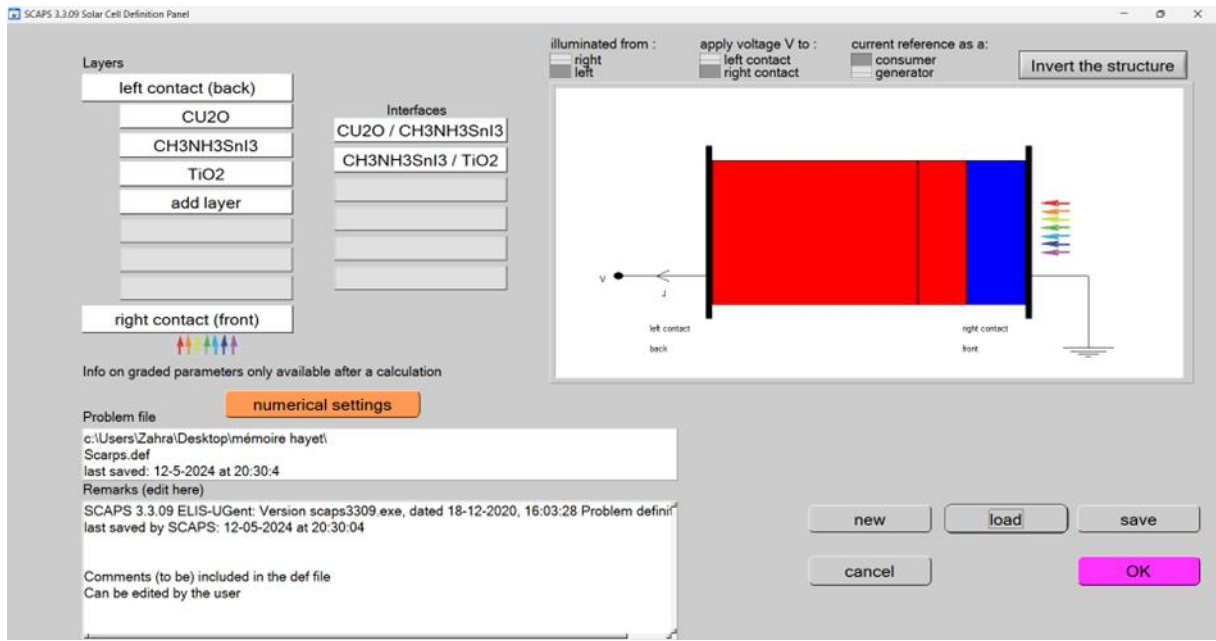 SCAPS 3.3.09 Solar Cell Definition Panel
illuminated from :
right
left
apply voltage V to :
left contact
right contact
current reference as a:
consumer
generator
Invert the structure
Layers
left contact (back)
CU2O
CH3NH3SnI3
TiO2
add layer
right contact (front)
Interfaces
CU2O / CH3NH3SnI3
CH3NH3SnI3 / TiO2
V
J
left contact
back
right contact
front
Info on graded parameters only available after a calculation
numerical settings
Problem file
c:\Users\Zahra\Desktop\mémoire hayet\
Scarps.def
last saved: 12-5-2024 at 20:30:4
Remarks (edit here)
SCAPS 3.3.09 ELIS-UGent: Version scaps3309.exe, dated 18-12-2020, 16:03:28 Problem defini
last saved by SCAPS: 12-05-2024 at 20:30:04
Comments (to be) included in the def file
Can be edited by the user
new
load
save
cancel
OK